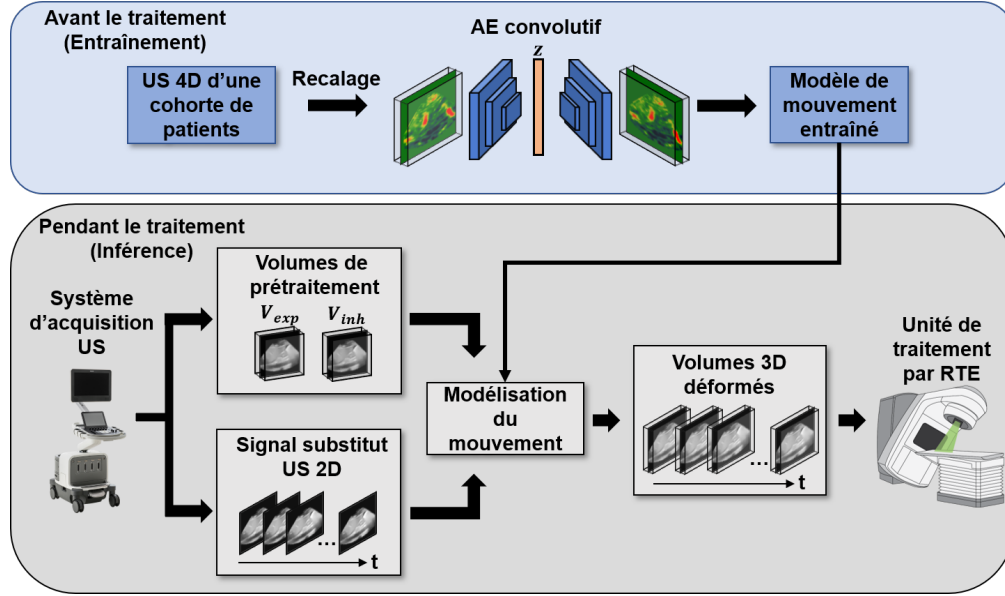 Avant le traitement
(Entraînement)
AE convolutif
z
US 4D d'une
cohorte de
patients
Recalage
Modèle de
mouvement
entraîné
Pendant le traitement
(Inférence)
Système
d'acquisition
US
Volumes de
prétraitement
V_exp V_inh
Signal substitut
US 2D
...
t
Modélisation
du
mouvement
Volumes 3D
déformés
...
t
Unité de
traitement
par RTE